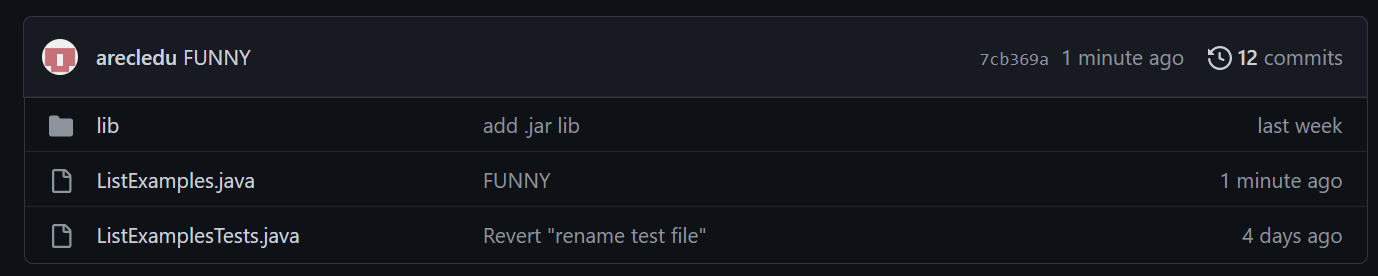 arecledu FUNNY 7cb369a 1 minute ago 12 commits
lib add .jar lib last week
ListExamples.java FUNNY 1 minute ago
ListExamplesTests.java Revert "rename test file" 4 days ago